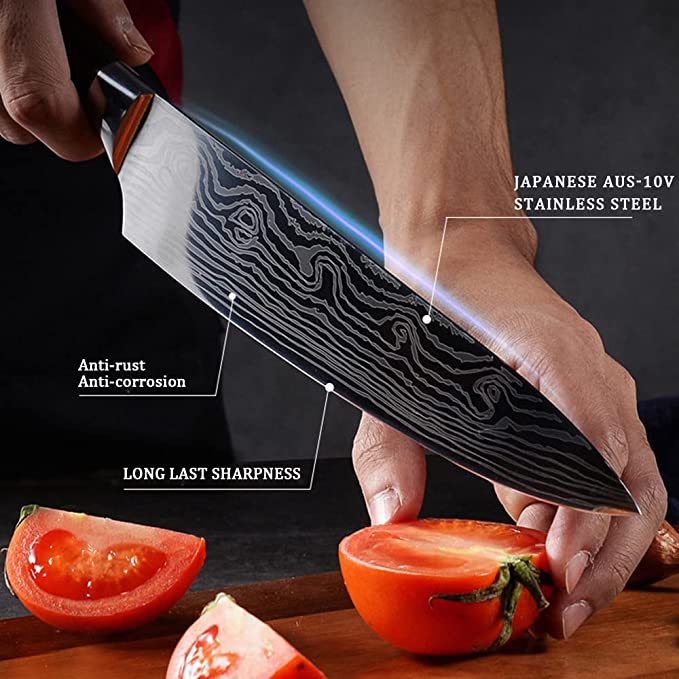 JAPANESE AUS-10V
STAINLESS STEEL
Anti-rust
Anti-corrosion
LONG LAST SHARPNESS